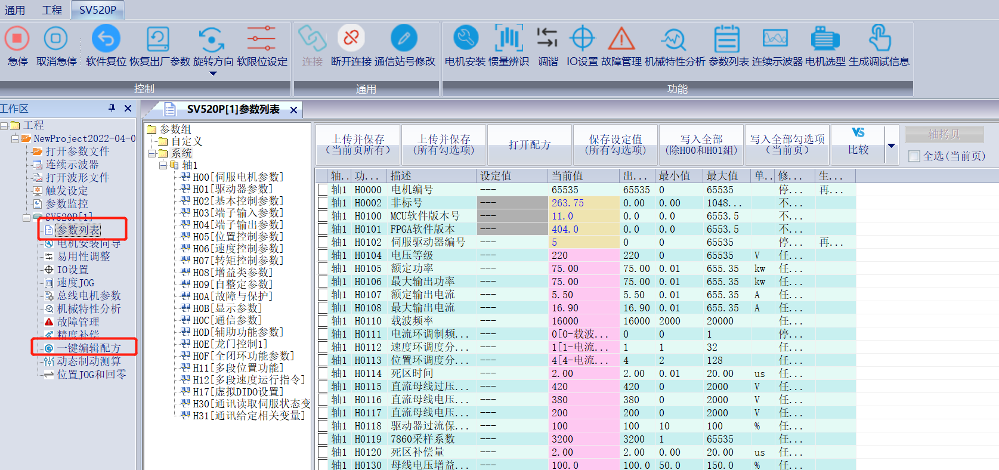 通用 工程 SV520P
急停 取消急停 软件复位 恢复出厂参数 旋转方向 软限位设定 连接 断开连接 通信站号修改 电机安装 惯量辨识 调谐 IO设置 故障管理 机械特性分析 参数列表 连续示波器 电机选型 生成调试信息
控制 通用 功能
工作区
工程
NewProject2022-04-0
打开参数文件
连续示波器
打开波形文件
触发设定
参数监控
SV520P[1]
参数列表
电机安装向导
易用性调整
IO设置
速度JOG
总线电机参数
机械特性分析
故障管理
精度补偿
一键编辑配方
动态制动测算
位置JOG和回零
SV520P[1]参数列表
参数组
自定义
系统
轴1
H00[伺服电机参数]
H01[驱动器参数]
H02[基本控制参数]
H03[端子输入参数]
H04[端子输出参数]
H05[位置控制参数]
H06[速度控制参数]
H07[转矩控制参数]
H08[增益类参数]
H09[自整定参数]
H0A[故障与保护]
H0B[显示参数]
H0C[通信参数]
H0D[辅助功能参数]
H0E[龙门控制1]
H0F[全闭环功能参数]
H11[多段位置功能]
H12[多段速度运行指令]
H17[虚拟DIDO设置]
H30[通讯读取伺服状态变
H31[通讯给定相关变量]
上传并保存
(当前页所有)
上传并保存
(所有勾选项)
打开配方
保存设定值
(所有勾选项)
写入全部
(除H00和H01組)
写入全部勾选项
(当前页)
VS
比较
轴拷贝
全选(当前页)
轴.. 功... 描述 设定值 当前值 出... 最小值 最大值 单.. 修... 生...
轴1 H0000 电机编号 --- 65535 65535 0 65535 停... 再...
轴1 H0002 非标号 --- 263.75 0.00 0.00 1048... 不...
轴1 H0100 MCU软件版本号 --- 11.0 0.0 0.0 6553.5 不...
轴1 H0101 FPGA软件版本 --- 404.0 0.0 0.0 6553.5 不...
轴1 H0102 伺服驱动器编号 --- 5 0 0 65535 停... 再...
轴1 H0104 电压等级 --- 220 220 0 65535 V 任...
轴1 H0105 额定功率 --- 75.00 75.00 0.01 655.35 kw 任...
轴1 H0106 最大输出功率 --- 75.00 75.00 0.01 655.35 kw 任...
轴1 H0107 额定输出电流 --- 5.50 5.50 0.01 655.35 A 任...
轴1 H0108 最大输出电流 --- 16.90 16.90 0.01 655.35 A 任...
轴1 H0110 载波频率 --- 16000 16000 2000 20000 任...
轴1 H0111 电流环调制频... --- 0[0-载波... 0 0 1 停...
轴1 H0112 速度环调度分... --- 1[1-电流... 1 1 32 任...
轴1 H0113 位置环调度分... --- 4[4-电流... 4 2 128 任...
轴1 H0114 死区时间 --- 2.00 2.00 0.01 20.00 us 任...
轴1 H0115 直流母线过压... --- 420 420 0 2000 V 任...
轴1 H0116 直流母线电压... --- 380 380 0 2000 V 任...
轴1 H0117 直流母线电压... --- 200 200 0 2000 V 任...
轴1 H0118 驱动器过流保... --- 100 100 10 100 % 任...
轴1 H0119 7860采样系数 --- 3200 3200 1 65535 任...
轴1 H0120 死区补偿量 --- 2.00 2.00 0.00 20.00 us 任...
轴1 H0130 母线电压增益... --- 100.0 100.0 50.0 150.0 % 任...